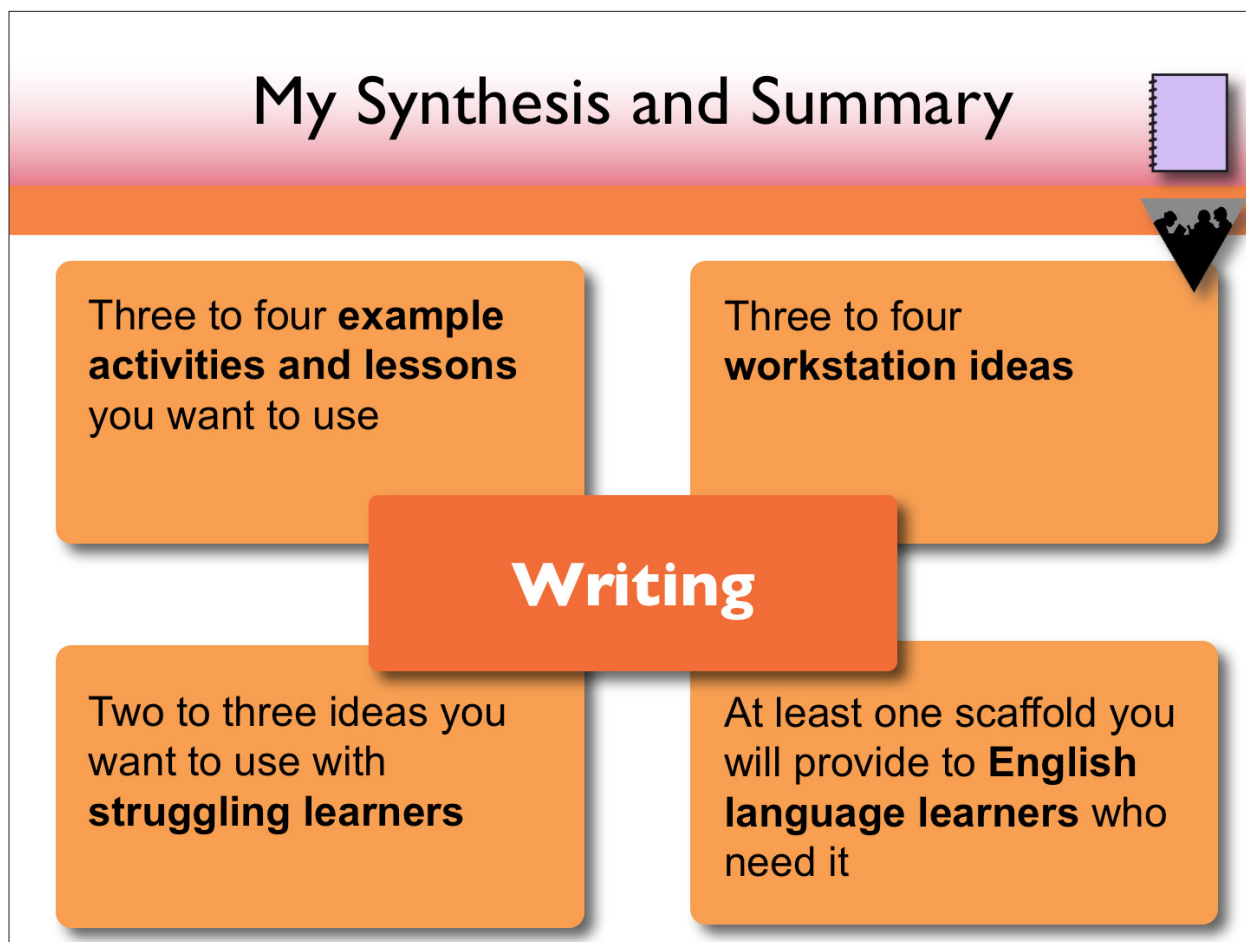 My Synthesis and Summary
Three to four example
activities and lessons
you want to use
Three to four
workstation ideas
Writing
Two to three ideas you
want to use with
struggling learners
At least one scaffold you
will provide to English
language learners who
need it